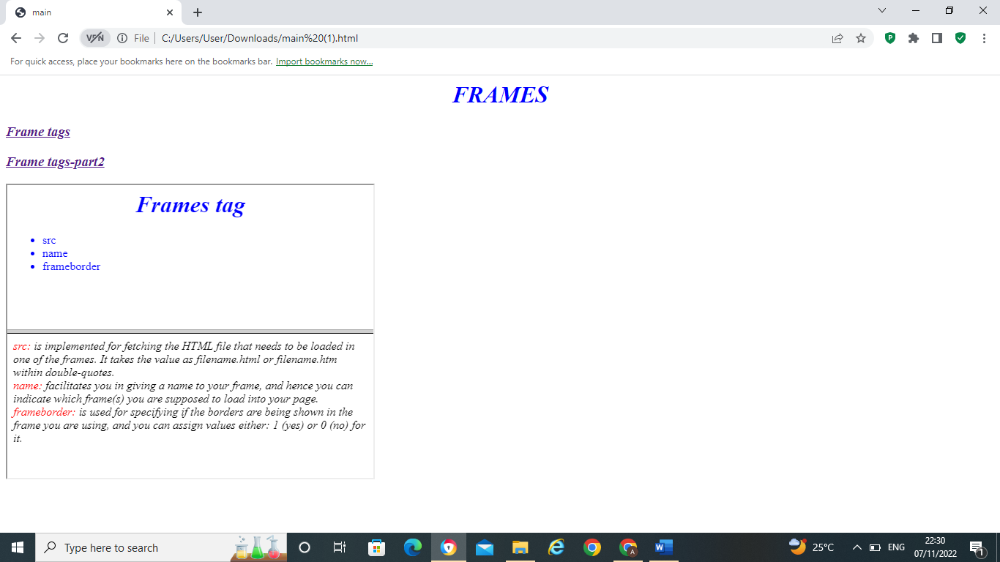 main
VPN
File
C:/Users/User/Downloads/main%20(1).html
For quick access, place your bookmarks here on the bookmarks bar. Import bookmarks now...
FRAMES
Frame tags
Frame tags-part2
Frames tag
• src
• name
• frameborder
src: is implemented for fetching the HTML file that needs to be loaded in
one of the frames. It takes the value as filename.html or filename.htm
within double-quotes.
name: facilitates you in giving a name to your frame, and hence you can
indicate which frame(s) you are supposed to load into your page.
frameborder: is used for specifying if the borders are being shown in the
frame you are using, and you can assign values either: 1 (yes) or 0 (no) for
it.
Type here to search
25°C
ENG
22:30
07/11/2022
1